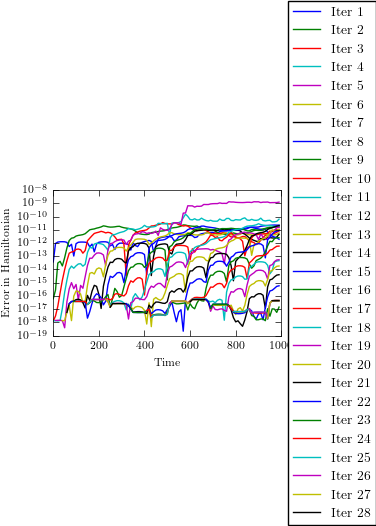 Iter 1
Iter 2
Iter 3
Iter 4
Iter 5
Iter 6
Iter 7
Iter 8
Iter 9
Iter 10
Iter 11
Iter 12
Iter 13
Iter 14
Iter 15
Iter 16
Iter 17
Iter 18
Iter 19
Iter 20
Iter 21
Iter 22
Iter 23
Iter 24
Iter 25
Iter 26
Iter 27
Iter 28
Error in Hamiltonian
10⁻⁸
10⁻⁹
10⁻¹⁰
10⁻¹¹
10⁻¹²
10⁻¹³
10⁻¹⁴
10⁻¹⁵
10⁻¹⁶
10⁻¹⁷
10⁻¹⁸
10⁻¹⁹
0 200 400 600 800 1000
Time